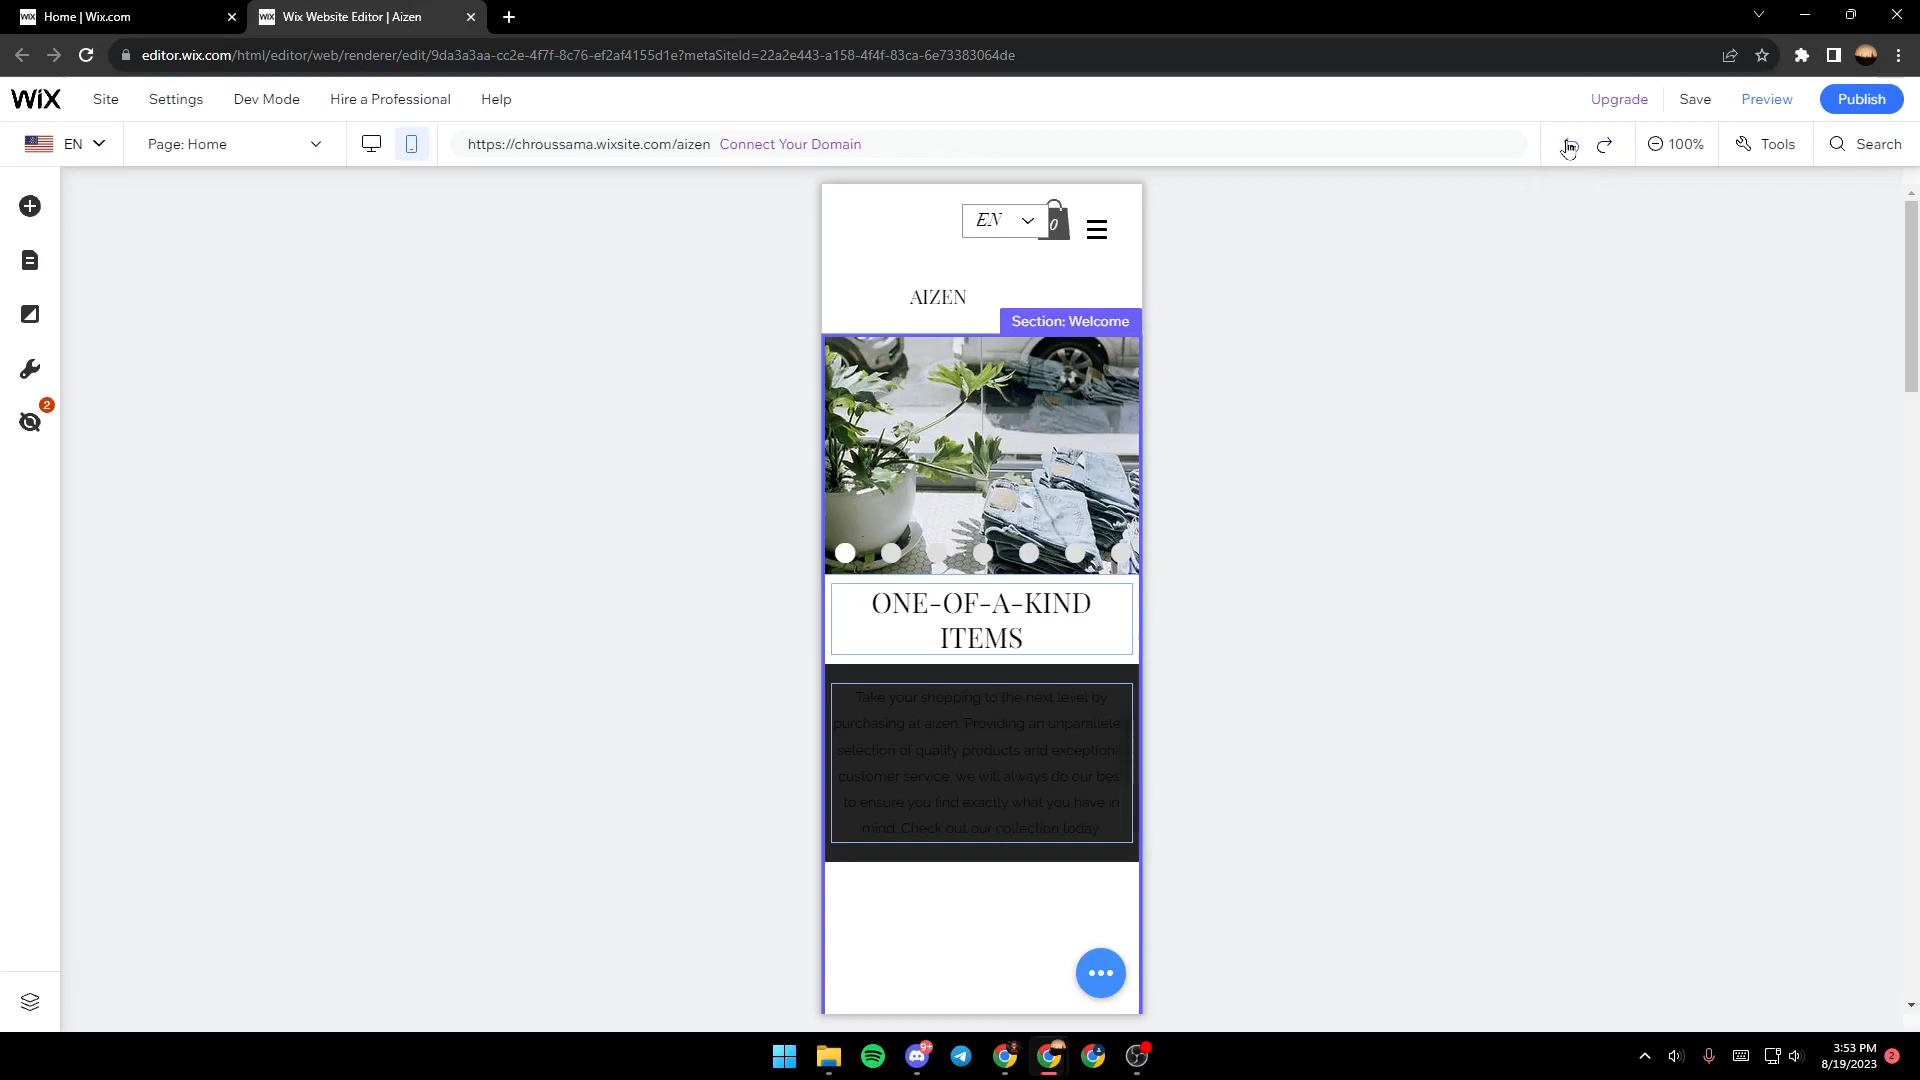 Home | Wix.com
Wix Website Editor | Aizen
editor.wix.com/html/editor/web/renderer/edit/9da3a3aa-cc2e-4f7f-8c76-ef2af4155d1e?metaSiteId=22a2e443-a158-4f4f-83ca-6e73383064de
WIX Site Settings Dev Mode Hire a Professional Help Upgrade Save Preview Publish
EN Page: Home https://chroussama.wixsite.com/aizen Connect Your Domain 100% Tools Search
EN 0
AIZEN
Section: Welcome
2
ONE-OF-A-KIND
ITEMS
Take your shopping to the next level by
purchasing at aizen. Providing an
selection of quality products and
customer service, we will always do our
to ensure you find exactly what you have in
mind. Check out our collection today
9+
3:53 PM
8/19/2023
2